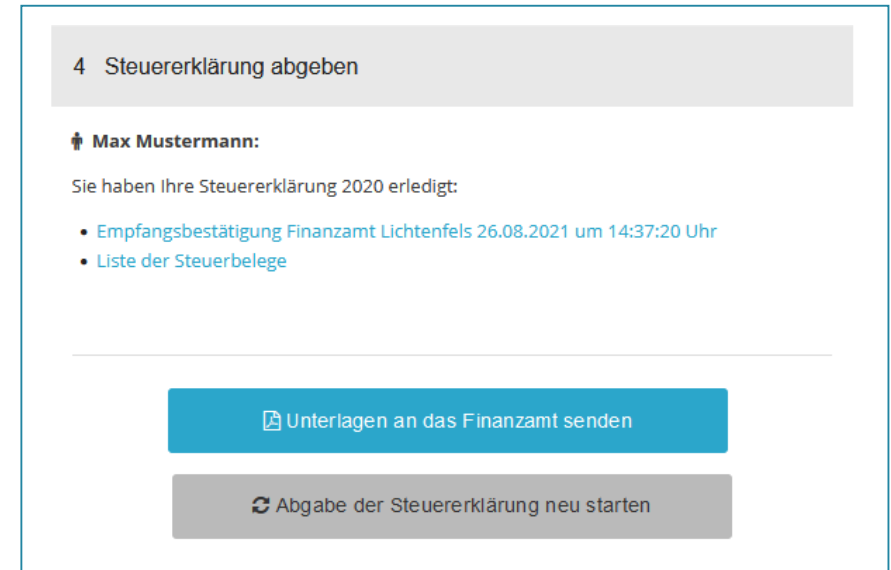 4 Steuererklärung abgeben
Max Mustermann:
Sie haben Ihre Steuererklärung 2020 erledigt:
• Empfangsbestätigung Finanzamt Lichtenfels 26.08.2021 um 14:37:20 Uhr
• Liste der Steuerbelege
Unterlagen an das Finanzamt senden
Abgabe der Steuererklärung neu starten